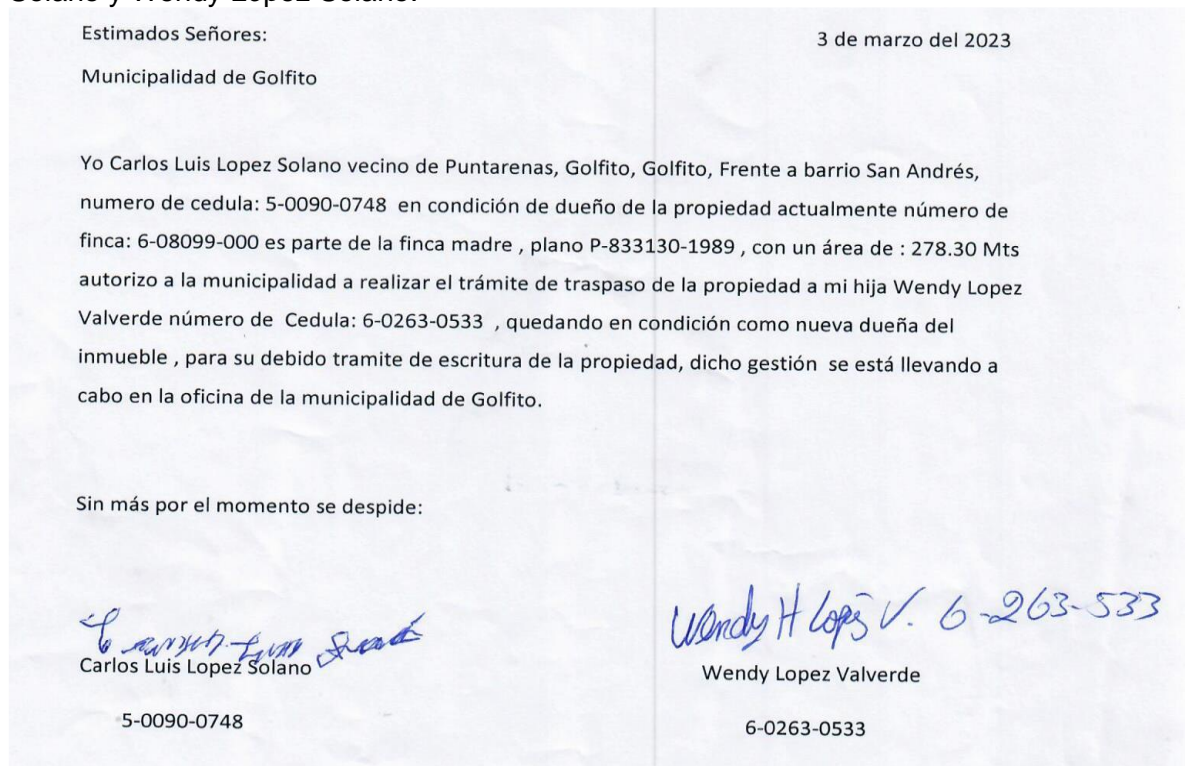 Solano y Wendy López Solano.
Estimados Señores:
3 de marzo del 2023
Municipalidad de Golfito
Yo Carlos Luis Lopez Solano vecino de Puntarenas, Golfito, Golfito, Frente a barrio San Andrés,
numero de cedula: 5-0090-0748 en condición de dueño de la propiedad actualmente número de
finca: 6-08099-000 es parte de la finca madre , plano P-833130-1989 , con un área de : 278.30 Mts
autorizo a la municipalidad a realizar el trámite de traspaso de la propiedad a mi hija Wendy Lopez
Valverde número de Cedula: 6-0263-0533 , quedando en condición como nueva dueña del
inmueble , para su debido tramite de escritura de la propiedad, dicho gestión se está llevando a
cabo en la oficina de la municipalidad de Golfito.
Sin más por el momento se despide:
Wendy H Lopez V. 6-263-533
Carlos Luis Lopez Solano
Wendy Lopez Valverde
5-0090-0748
6-0263-0533